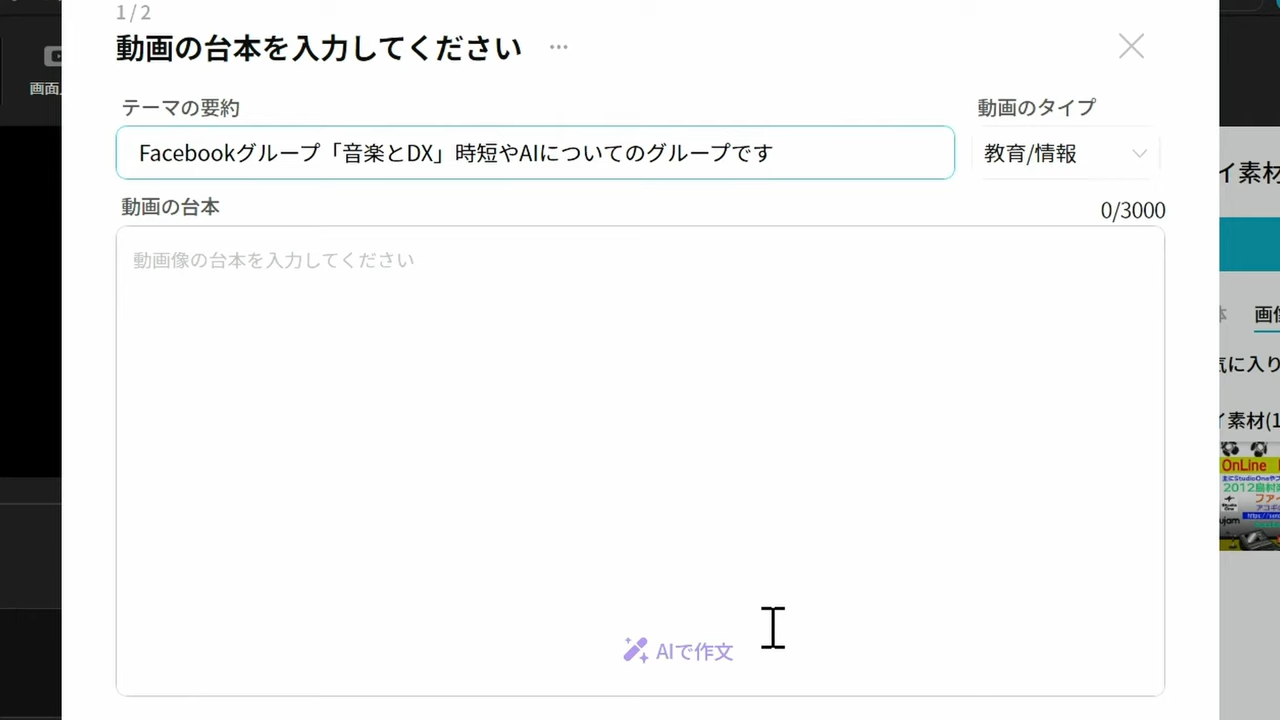 1/2
動画の台本を入力してください
画面
テーマの要約
動画のタイプ
Facebookグループ「音楽とDX」時短やAIについてのグループです
教育/情報
イ素材
動画の台本
0/3000
動画像の台本を入力してください
体
気に入り
イ素材(1
OnLine
AIで作文